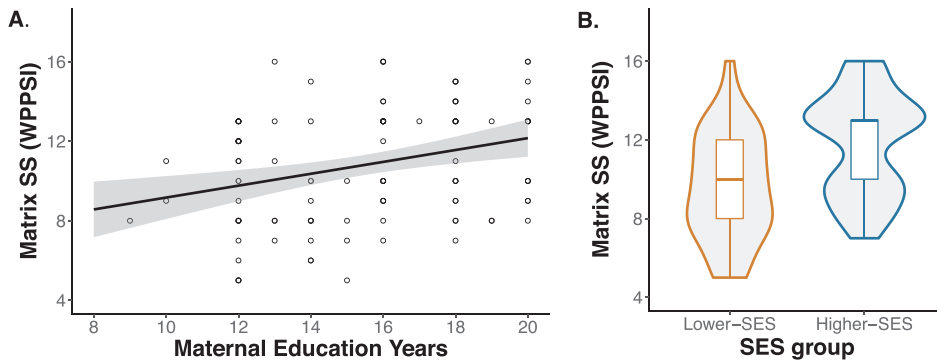 A.
Matrix SS (WPPSI)
16
12
8
4
8 10 12 14 16 18 20
Maternal Education Years
B.
Matrix SS (WPPSI)
16
12
8
4
Lower−SES Higher−SES
SES group